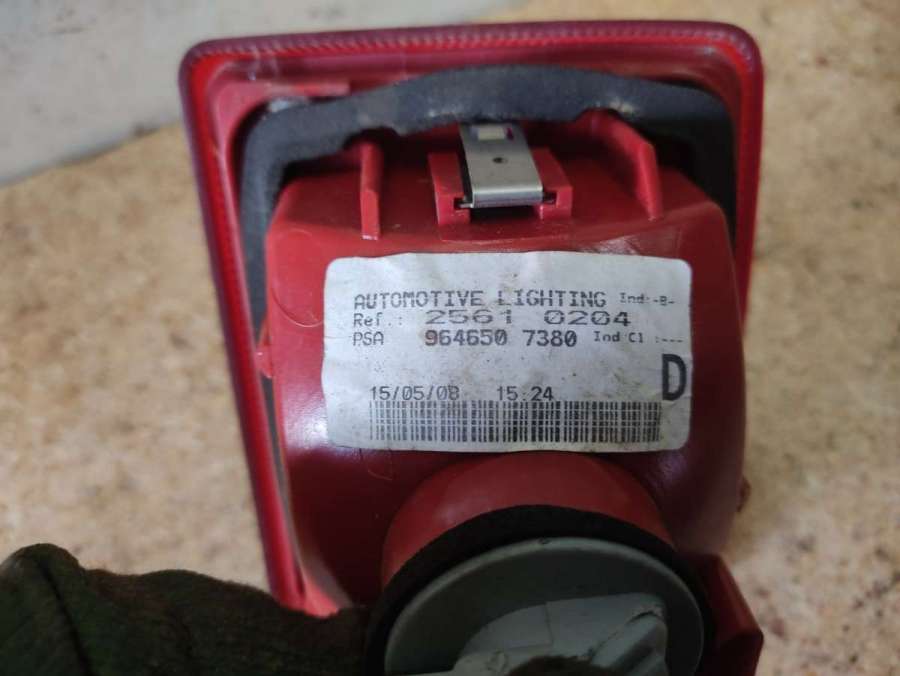 AUTOMOTIVE LIGHTING Ind:-B-
Ref.: 2561 0204
PSA 964650 7380 Ind Cl :---
D
15/05/08 15:24